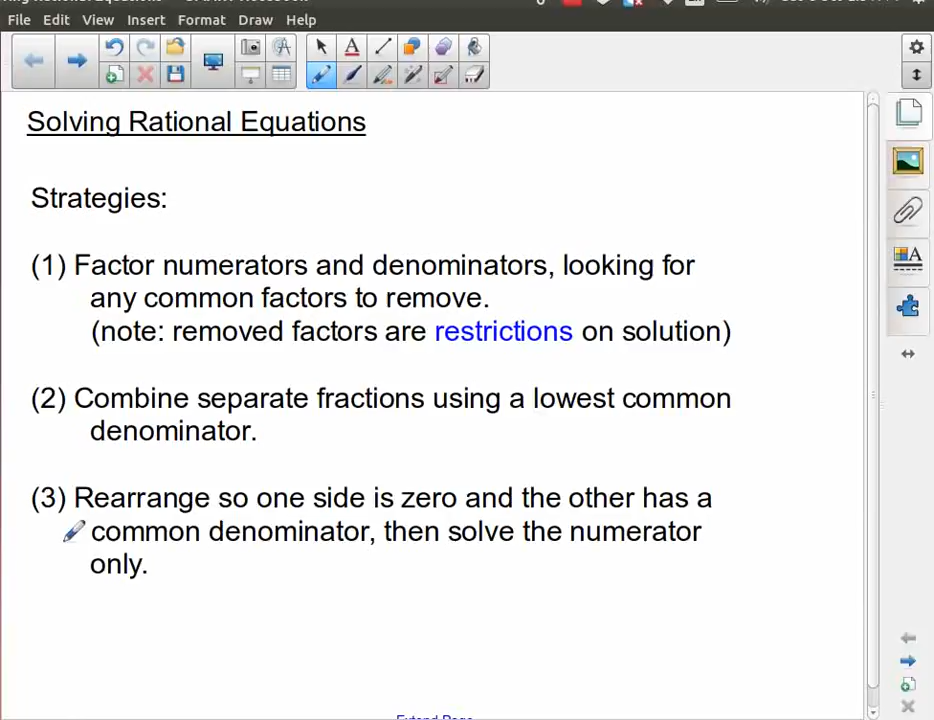 File Edit View Insert Format Draw Help
Solving Rational Equations
Strategies:
(1) Factor numerators and denominators, looking for
any common factors to remove.
(note: removed factors are restrictions on solution)
(2) Combine separate fractions using a lowest common
denominator.
(3) Rearrange so one side is zero and the other has a
common denominator, then solve the numerator
only.
Extend Page